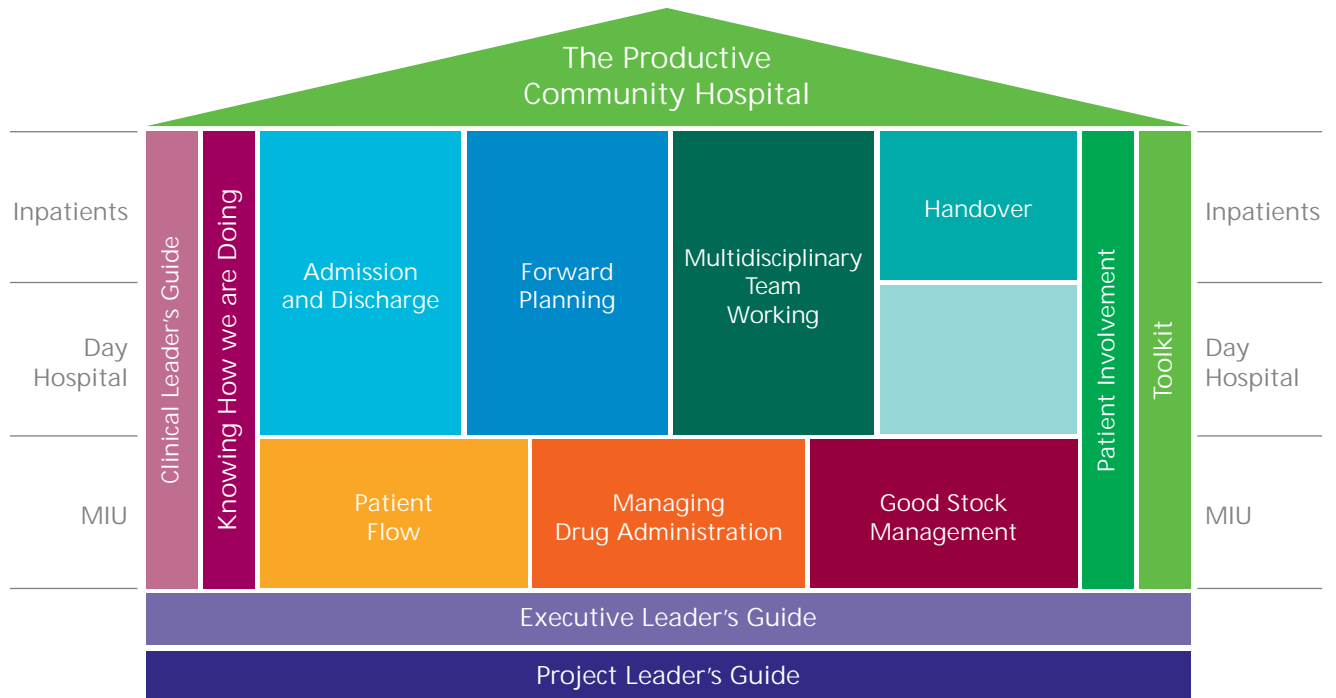 The Productive
Community Hospital
Inpatients
Day
Hospital
MIU
Clinical Leader's Guide
Knowing How we are Doing
Admission
and Discharge
Forward
Planning
Multidisciplinary
Team
Working
Handover
Patient
Flow
Managing
Drug Administration
Good Stock
Management
Patient Involvement
Toolkit
Inpatients
Day
Hospital
MIU
Executive Leader's Guide
Project Leader's Guide